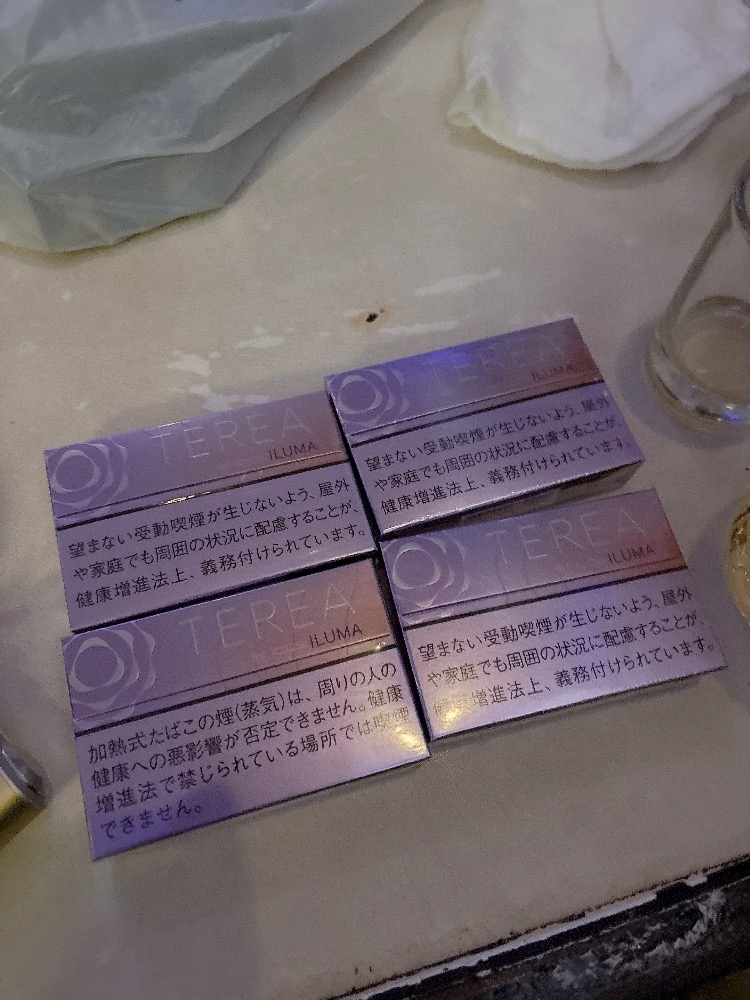 TEREA
ILUMA
望まない受動喫煙が生じないよう、屋外
や家庭でも周囲の状況に配慮することが、
健康増進法上、義務付けられています。
TEREA
ILUMA
望まない受動喫煙が生じないよう、屋外
や家庭でも周囲の状況に配慮することが、
健康増進法上、義務付けられています。
TEREA
ILUMA
加熱式たばこの煙(蒸気)は、周りの人の
健康への悪影響が否定できません。健康
増進法で禁じられている場所では喫煙
できません。
TEREA
ILUMA
望まない受動喫煙が生じないよう、屋外
や家庭でも周囲の状況に配慮することが、
健康増進法上、義務付けられています。